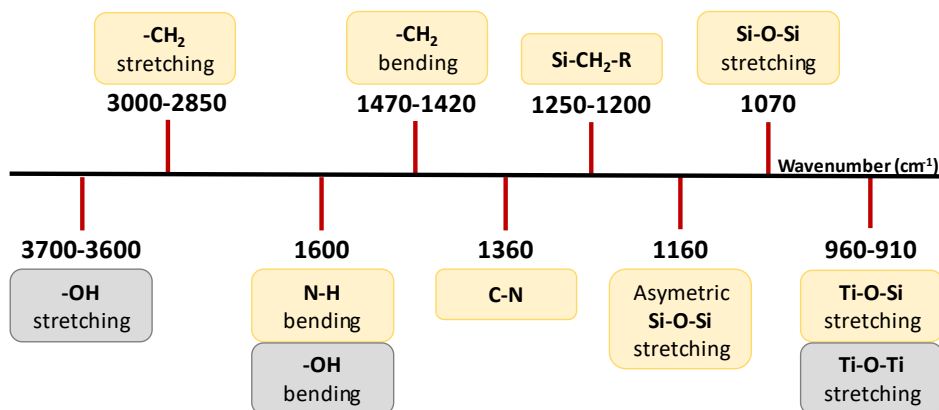 -CH₂
stretching
3000-2850
-CH₂
bending
1470-1420
Si-CH₂-R
1250-1200
Si-O-Si
stretching
1070
Wavenumber (cm⁻¹)
3700-3600
-OH
stretching
1600
N-H
bending
-OH
bending
1360
C-N
1160
Asymetric
Si-O-Si
stretching
960-910
Ti-O-Si
stretching
Ti-O-Ti
stretching